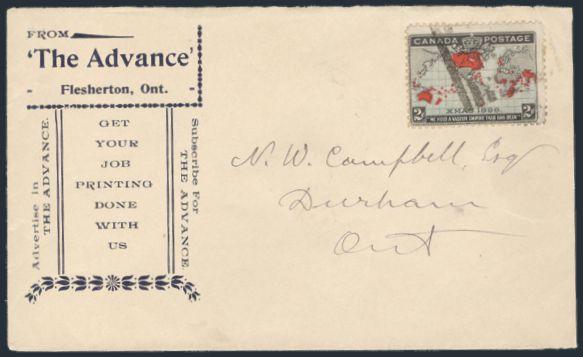 FROM
'The Advance'
- Flesherton, Ont. -
Advertise in
THE ADVANCE.
GET
YOUR
JOB
PRINTING
DONE
WITH
US
Subscribe For
THE ADVANCE
CANADA POSTAGE
XMAS 1898
2 "WE HOLD A VASTER EMPIRE THAN HAS BEEN" 2
N. W. Campbell, Esq
Durham
Ont